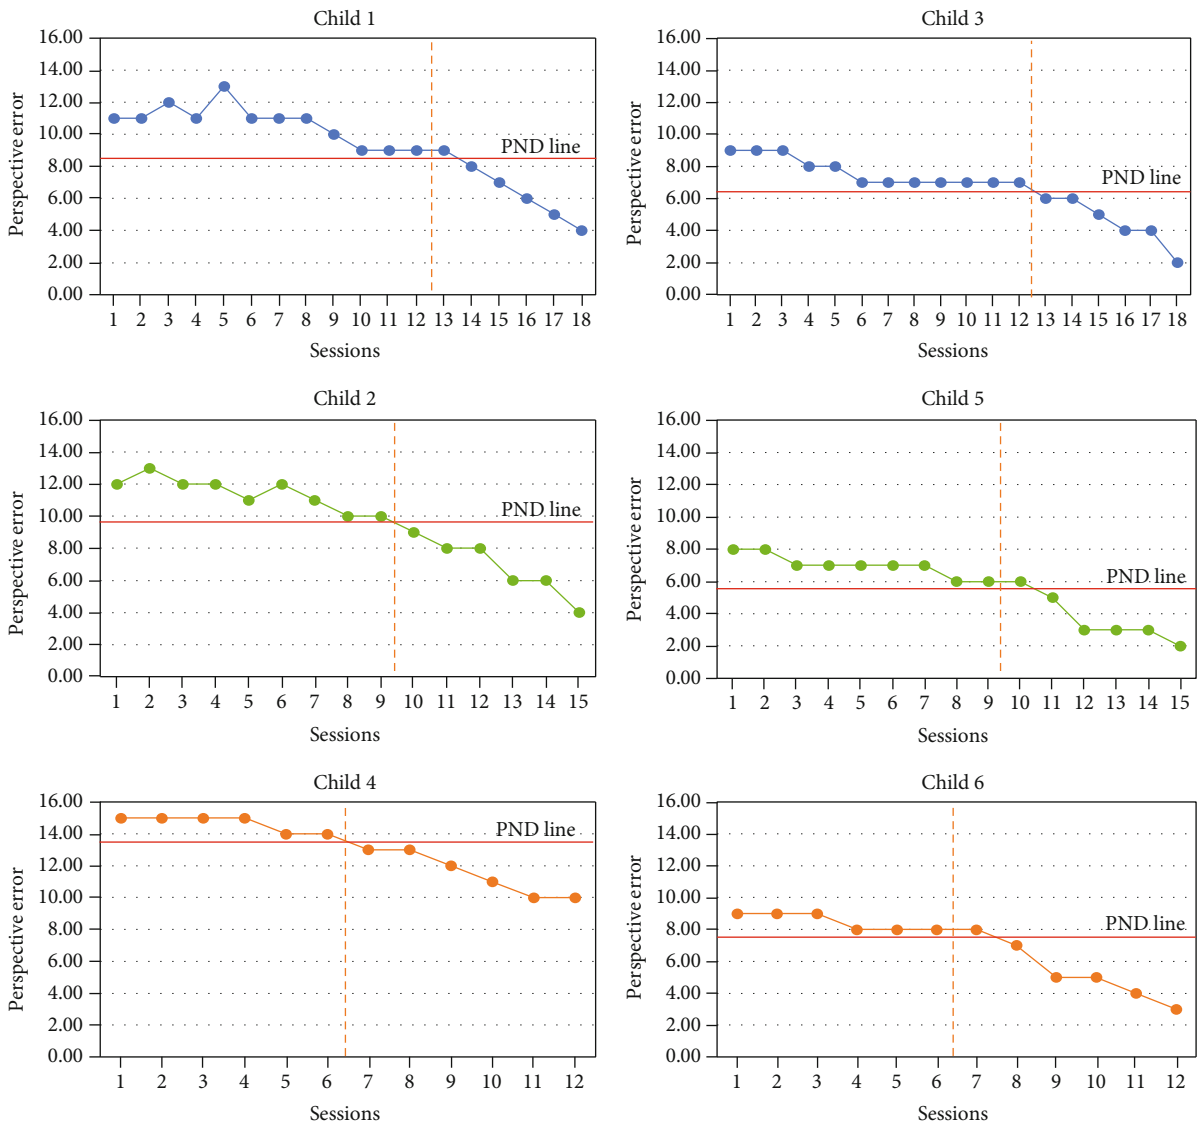 Child 1
Perspective error
16.00
14.00
12.00
10.00
8.00
6.00
4.00
2.00
0.00
PND line
1 2 3 4 5 6 7 8 9 10 11 12 13 14 15 16 17 18
Sessions
Child 3
Perspective error
16.00
14.00
12.00
10.00
8.00
6.00
4.00
2.00
0.00
PND line
1 2 3 4 5 6 7 8 9 10 11 12 13 15 16 17 18
Sessions
Child 2
Perspective error
16.00
14.00
12.00
10.00
8.00
6.00
4.00
2.00
0.00
PND line
1 2 3 4 5 6 7 8 9 10 11 12 13 14 15
Sessions
Child 5
Perspective error
16.00
14.00
12.00
10.00
8.00
6.00
4.00
2.00
0.00
PND line
1 2 3 4 5 6 7 8 9 10 11 12 13 14 15
Sessions
Child 4
Perspective error
16.00
14.00
12.00
10.00
8.00
6.00
4.00
2.00
0.00
PND line
1 2 3 4 5 6 7 8 9 10 11 12
Sessions
Child 6
Perspective error
16.00
14.00
12.00
10.00
8.00
6.00
4.00
2.00
0.00
PND line
1 2 3 4 5 6 7 8 9 10 11 12
Sessions